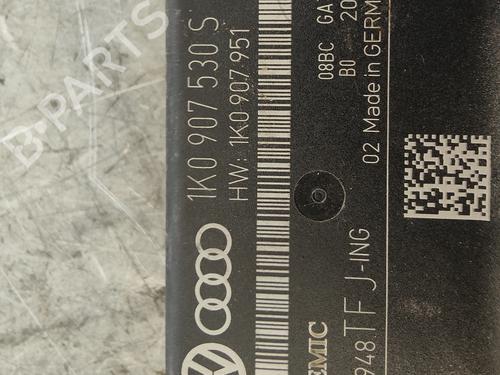 1K0 907 530 S
HW: 1K0 907 951
08BC GA
B0 20
02 Made in GERM
EMIC
948 TF J-ING
B-PARTS